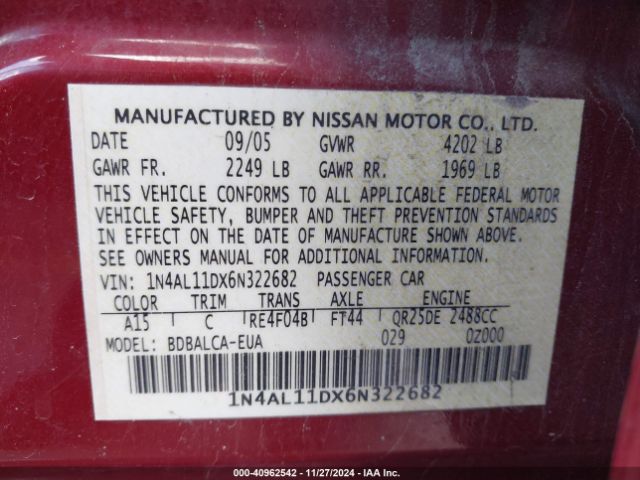 MANUFACTURED BY NISSAN MOTOR CO., LTD.
DATE 09/05 GVWR 4202 LB
GAWR FR. 2249 LB GAWR RR. 1969 LB
THIS VEHICLE CONFORMS TO ALL APPLICABLE FEDERAL MOTOR
VEHICLE SAFETY, BUMPER AND THEFT PREVENTION STANDARDS
IN EFFECT ON THE DATE OF MANUFACTURE SHOWN ABOVE.
SEE OWNERS MANUAL FOR ADDITIONAL INFORMATION.
VIN: 1N4AL11DX6N322682 PASSENGER CAR
COLOR TRIM TRANS AXLE ENGINE
A15 C RE4F04B FT44 QR25DE 2488CC
MODEL: BDBALCA-EUA 029 0Z000
1N4AL11DX6N322682
000-40962542 - 11/27/2024 - IAA Inc.